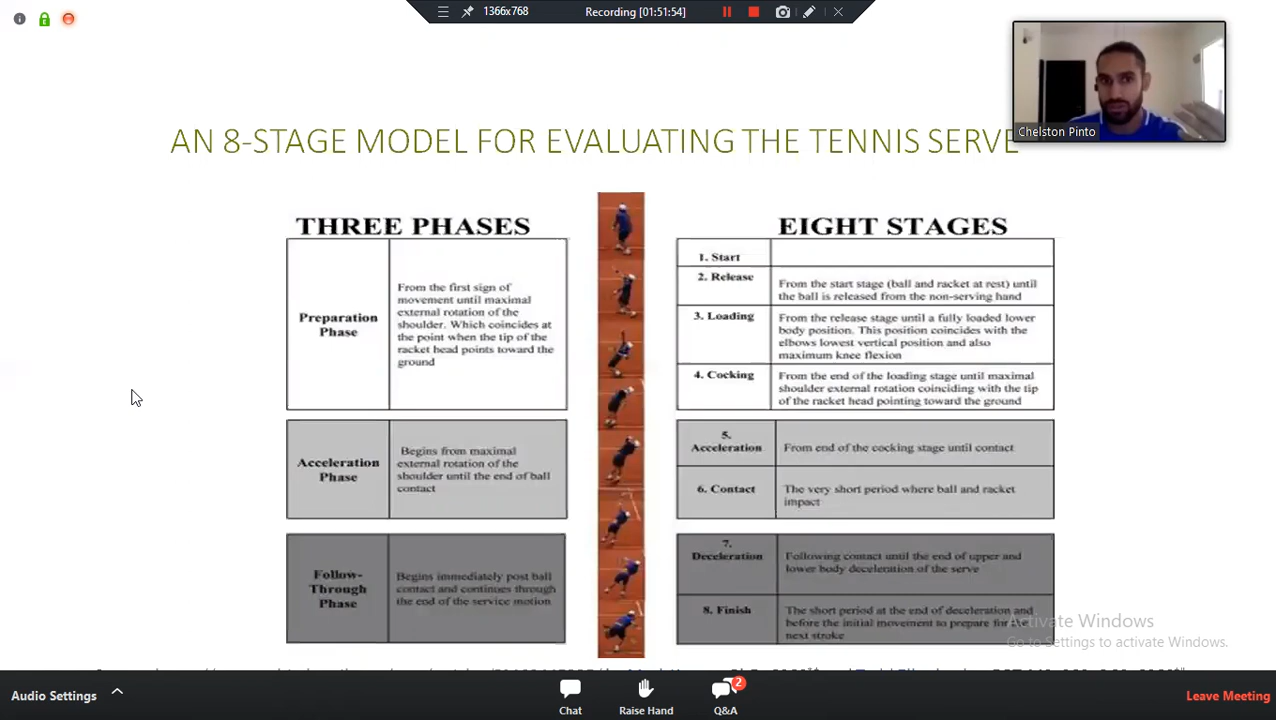 1366x768
Recording [01:51:54]
Chelston Pinto
AN 8-STAGE MODEL FOR EVALUATING THE TENNIS SERVE
THREE PHASES
Preparation
Phase
From the first sign of
movement until maximal
external rotation of the
shoulder. Which coincides at
the point when the tip of the
racket head points toward the
ground
Acceleration
Phase
Begins from maximal
external rotation of the
shoulder until the end of ball
contact
Follow-
Through
Phase
Begins immediately post ball
contact and continues through
the end of the service motion
EIGHT STAGES
1. Start
2. Release
From the start stage (ball and racket at rest) until
the ball is released from the non-serving hand
3. Loading
From the release stage until a fully loaded lower
body position. This position coincides with the
elbows lowest vertical position and also
maximum knee flexion
4. Cocking
From the end of the loading stage until maximal
shoulder external rotation coinciding with the tip
of the racket head pointing toward the ground
5.
Acceleration
From end of the cocking stage until contact
6. Contact
The very short period where ball and racket
impact
7.
Deceleration
Following contact until the end of upper and
lower body deceleration of the serve
8. Finish
The short period at the end of deceleration and
before the initial movement to prepare for
next stroke
Activate Windows
Go to Settings to activate Windows.
Audio Settings
Chat
Raise Hand
2
Q&A
Leave Meeting